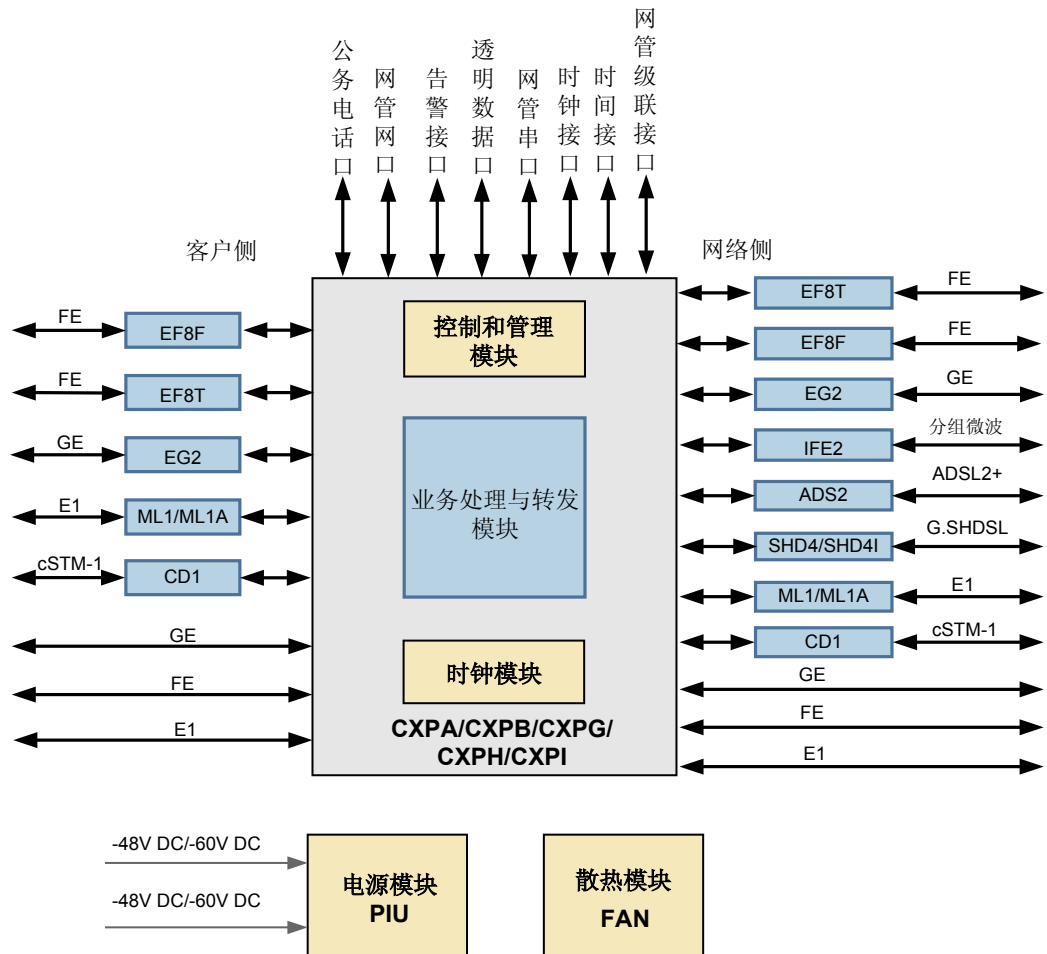 公务电话口
网管网口
告警接口
透明数据口
网管串口
时钟接口
时间接口
网管级联接口
客户侧
网络侧
FE
EF8F
FE
EF8T
GE
EG2
E1
ML1/ML1A
cSTM-1
CD1
GE
FE
E1
控制和管理
模块
业务处理与转发
模块
时钟模块
CXPA/CXPB/CXPG/
CXPH/CXPI
EF8T
FE
EF8F
FE
EG2
GE
IFE2
分组微波
ADS2
ADSL2+
SHD4/SHD4I
G.SHDSL
ML1/ML1A
E1
CD1
cSTM-1
GE
FE
E1
-48V DC/-60V DC
-48V DC/-60V DC
电源模块
PIU
散热模块
FAN